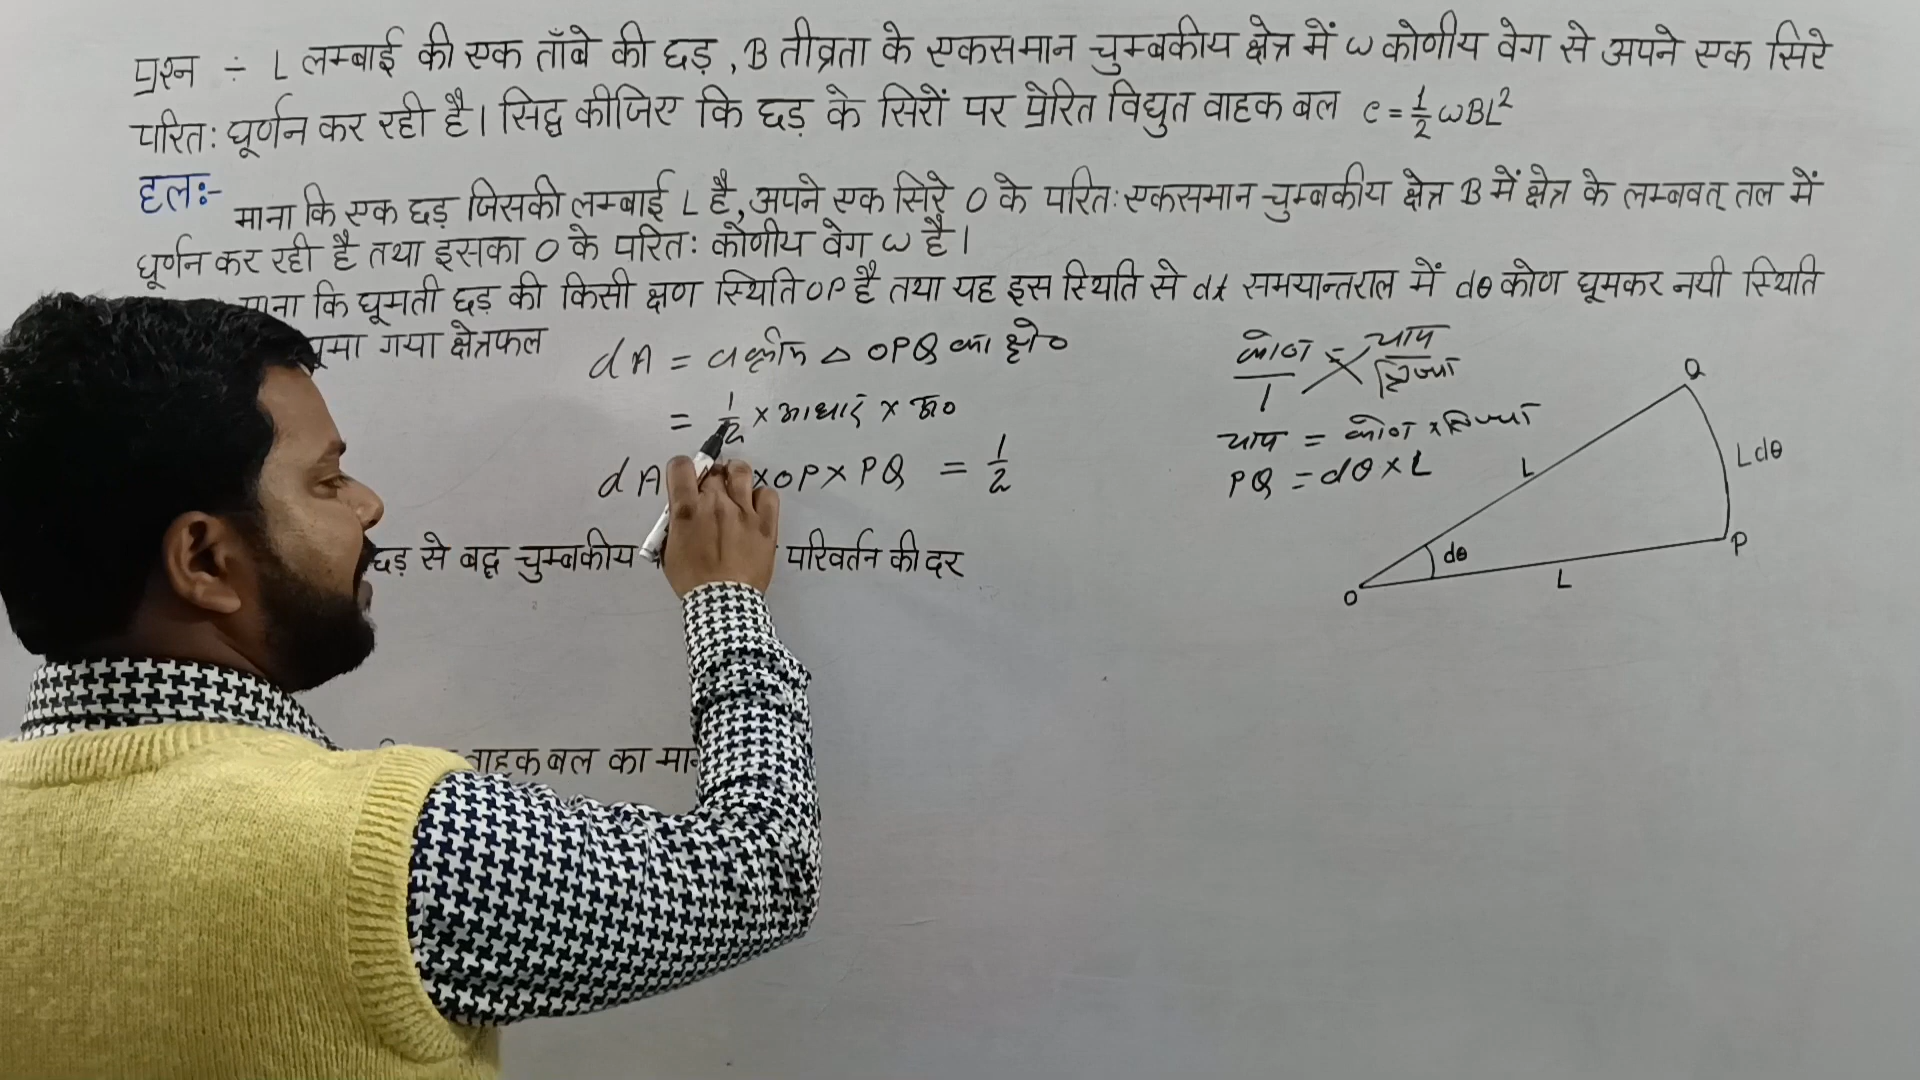 प्रश्न ÷ L लम्बाई की एक ताँबे की छड़, B तीव्रता के एकसमान चुम्बकीय क्षेत्र में ω कोणीय वेग से अपने एक सिरे
परितः घूर्णन कर रही है। सिद्ध कीजिए कि छड़ के सिरों पर प्रेरित विद्युत वाहक बल e = 1/2 ωBL²
हलः-
माना कि एक छड़ जिसकी लम्बाई L है, अपने एक सिरे O के परितः एकसमान चुम्बकीय क्षेत्र B में क्षेत्र के लम्बवत् तल में
घूर्णन कर रही है तथा इसका O के परितः कोणीय वेग ω है।
माना कि घूमती छड़ की किसी क्षण स्थिति OP है तथा यह इस स्थिति से dt समयान्तराल में dθ कोण घूमकर नयी स्थिति
गया क्षेत्रफल
dA = △ OPQ का क्षे०
= 1/2 × आधार × ऊ०
dA × OP × PQ = 1/2
छड़ से बद्ध चुम्बकीय परिवर्तन की दर
वाहक बल का
कोण/1 = चाप/त्रिज्या
चाप = कोण × त्रिज्या
PQ = dθ × L
Q
L dθ
L
dθ
P
L
O